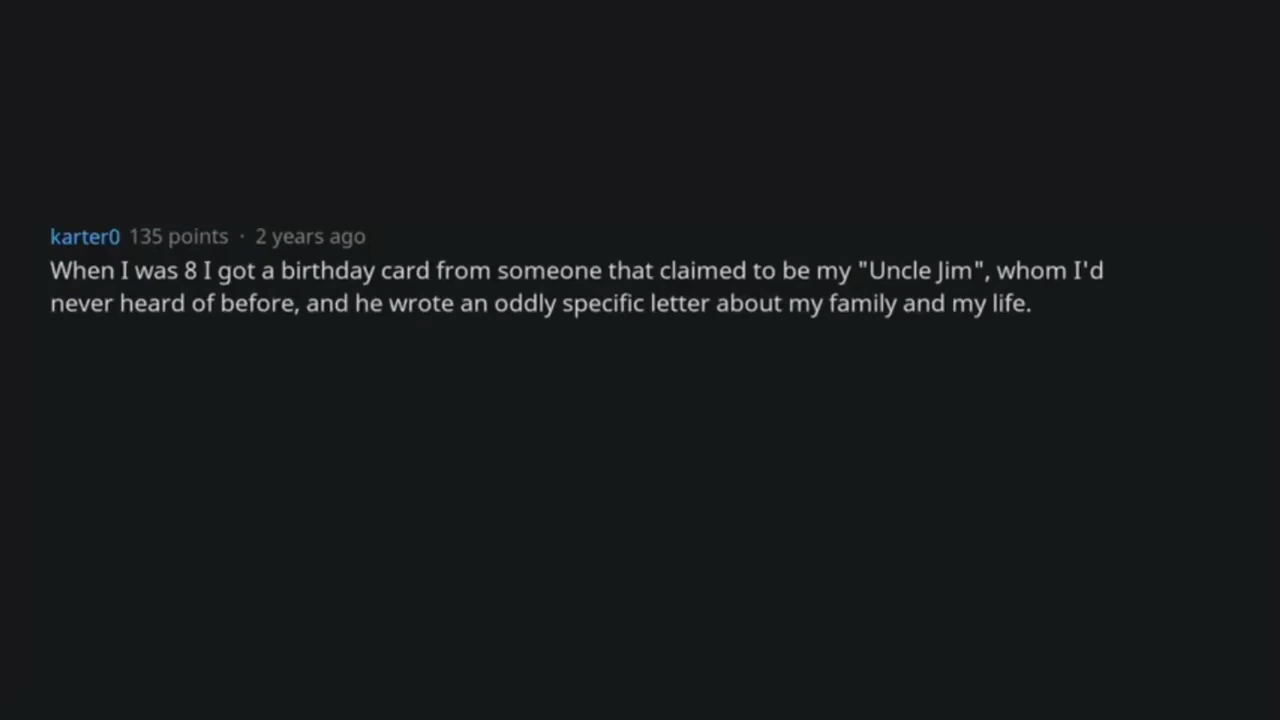 karter0 135 points · 2 years ago
When I was 8 I got a birthday card from someone that claimed to be my "Uncle Jim", whom I'd
never heard of before, and he wrote an oddly specific letter about my family and my life.